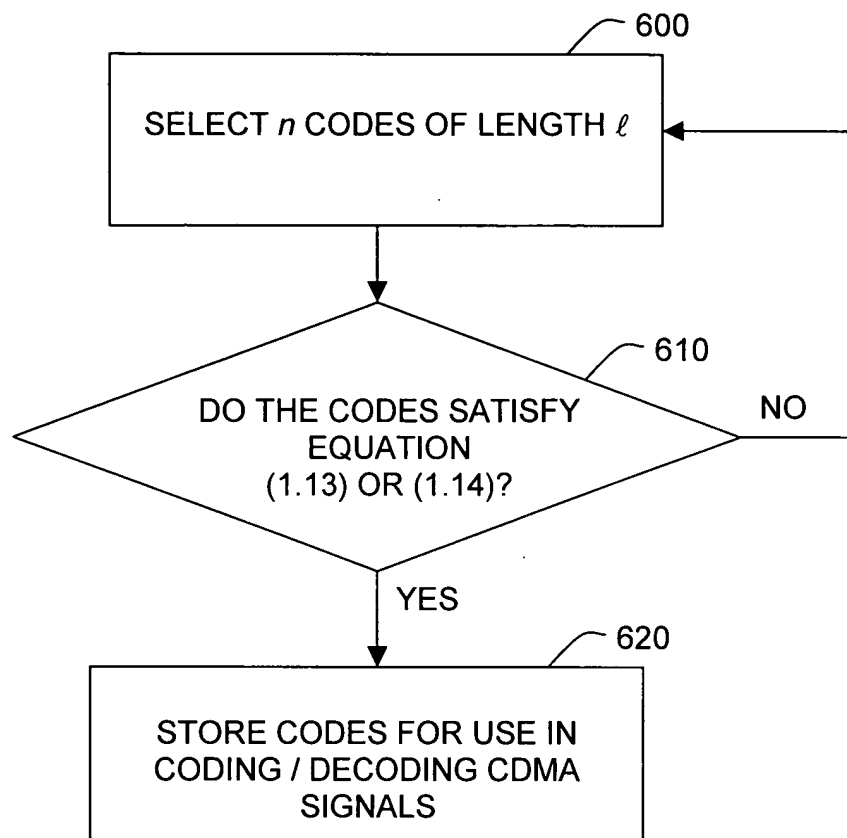 600
SELECT n CODES OF LENGTH ℓ
610
DO THE CODES SATISFY
EQUATION
(1.13) OR (1.14)?
NO
YES
620
STORE CODES FOR USE IN
CODING / DECODING CDMA
SIGNALS